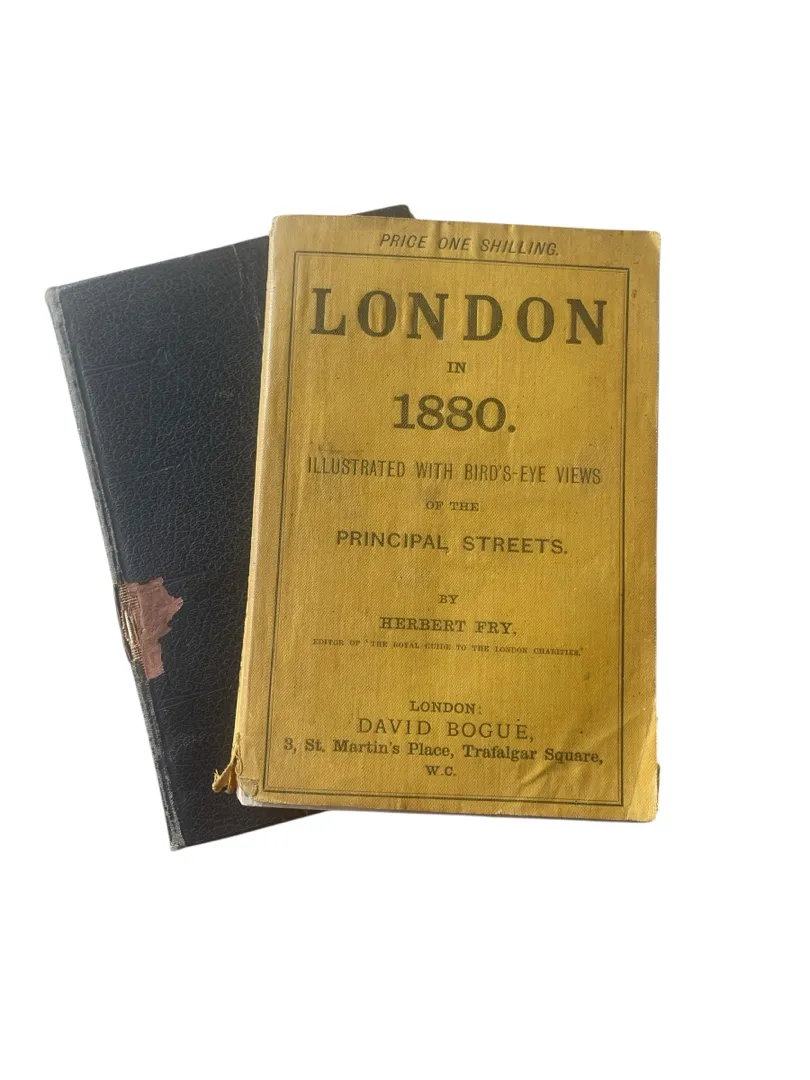 PRICE ONE SHILLING.
LONDON
IN
1880.
ILLUSTRATED WITH BIRD'S-EYE VIEWS
OF THE
PRINCIPAL STREETS.
BY
HERBERT FRY,
EDITOR OF 'THE ROYAL GUIDE TO THE LONDON CHARITIES.'
LONDON:
DAVID BOGUE,
3, St. Martin's Place, Trafalgar Square,
W.C.